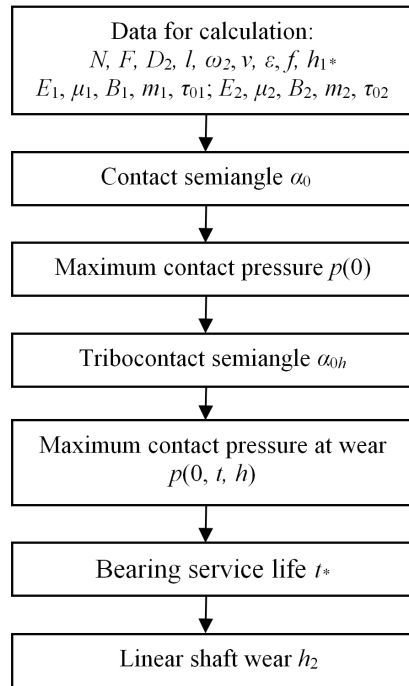 Data for calculation:
N, F, D₂, l, ω₂, v, ε, f, h₁*
E₁, μ₁, B₁, m₁, τ₀₁; E₂, μ₂, B₂, m₂, τ₀₂
Contact semiangle α₀
Maximum contact pressure p(0)
Tribocontact semiangle α₀ₕ
Maximum contact pressure at wear
p(0, t, h)
Bearing service life t*
Linear shaft wear h₂